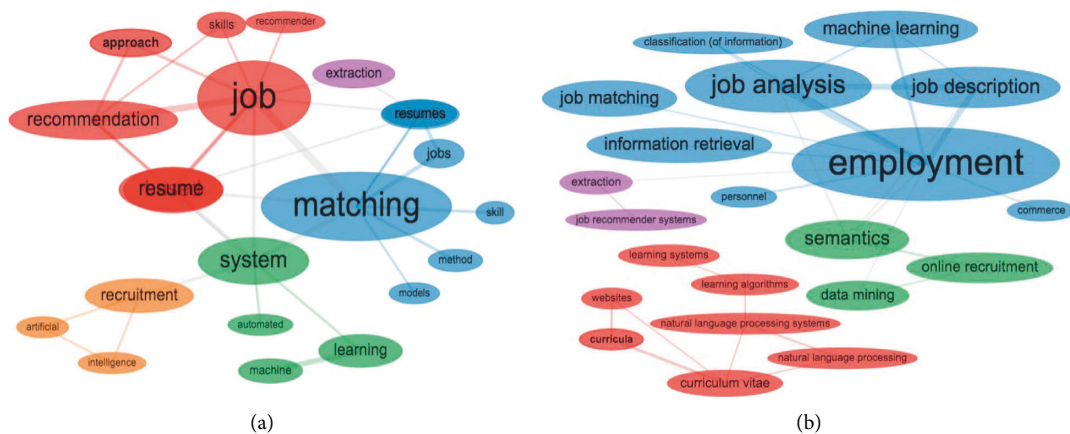 skills
recommender
approach
extraction
job
recommendation
resumes
jobs
resume
matching
skill
system
method
recruitment
models
artificial
automated
learning
intelligence
machine
(a)
machine learning
classification (of information)
job analysis
job description
job matching
information retrieval
employment
extraction
personnel
commerce
job recommender systems
semantics
learning systems
online recruitment
learning algorithms
data mining
websites
natural language processing systems
curricula
natural language processing
curriculum vitae
(b)